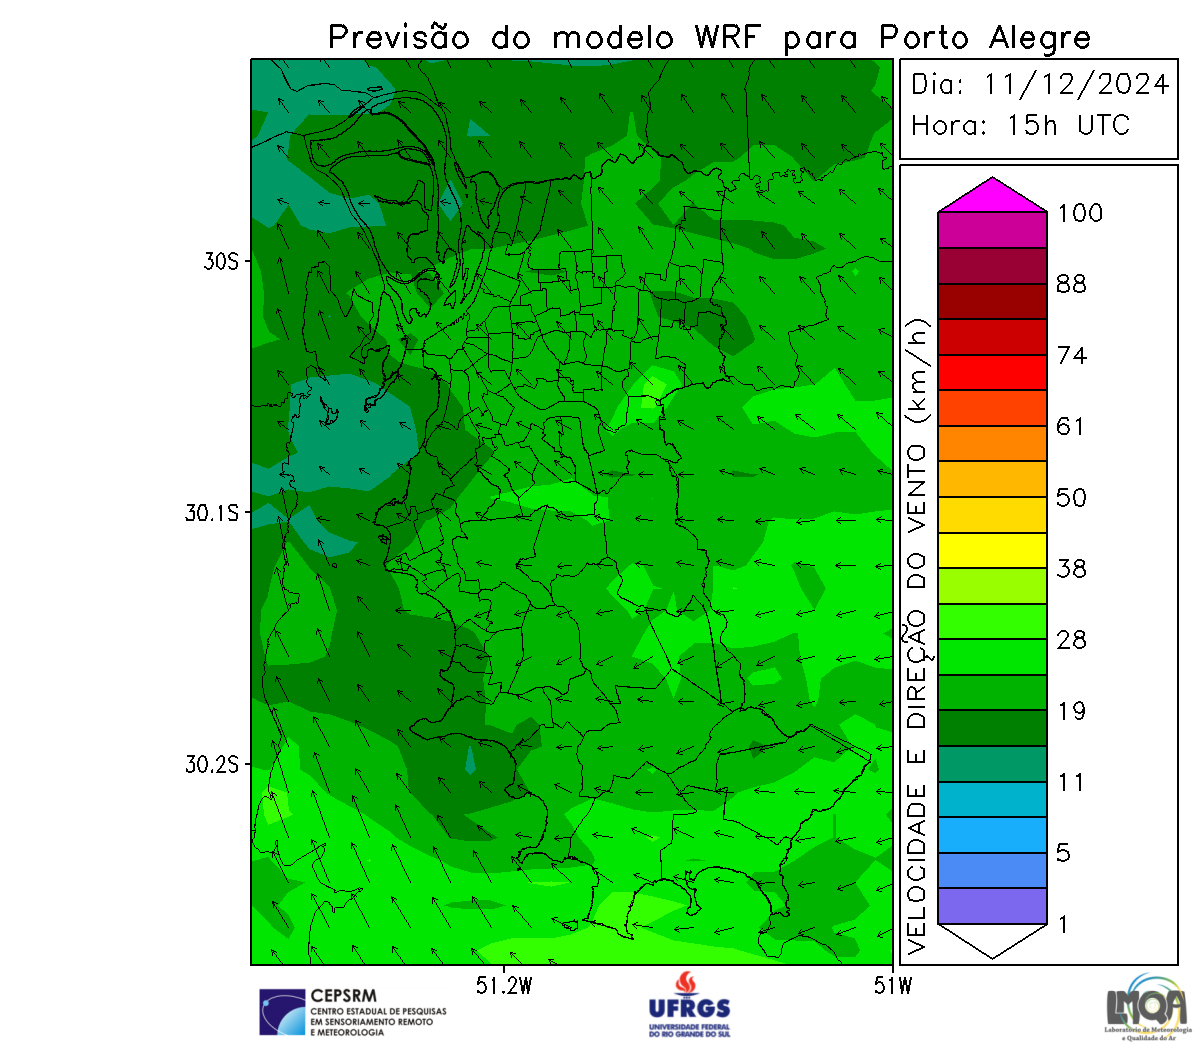 Previsão do modelo WRF para Porto Alegre
Dia: 11/12/2024
Hora: 15h UTC
30S
30.1S
30.2S
51.2W
51W
VELOCIDADE E DIREÇÃO DO VENTO (km/h)
100
88
74
61
50
38
28
19
11
5
1
CEPSRM
CENTRO ESTADUAL DE PESQUISAS
EM SENSORIAMENTO REMOTO
E METEOROLOGIA
UFRGS
UNIVERSIDADE FEDERAL
DO RIO GRANDE DO SUL
LMQA
Laboratório de Meteorologia
e Qualidade do Ar